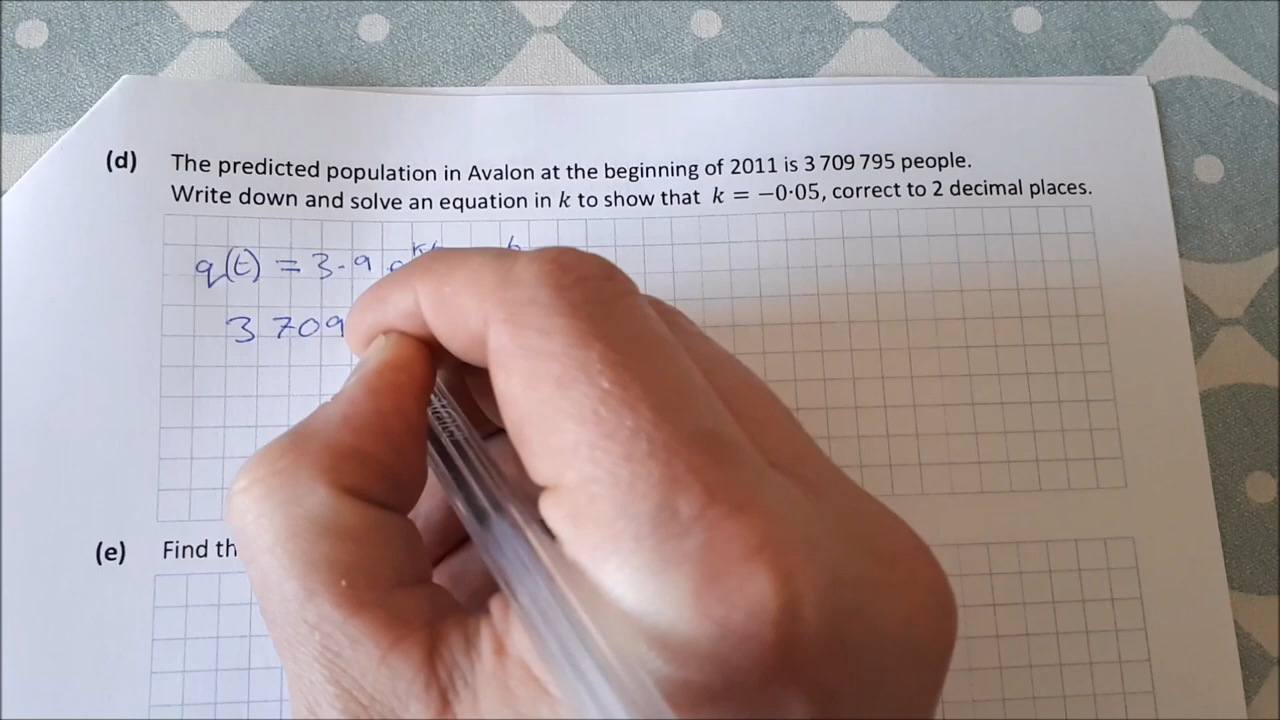 (d) The predicted population in Avalon at the beginning of 2011 is 3 709 795 people.
Write down and solve an equation in k to show that k = −0·05, correct to 2 decimal places.
q(t) = 3·9 e
3 709
(e) Find th